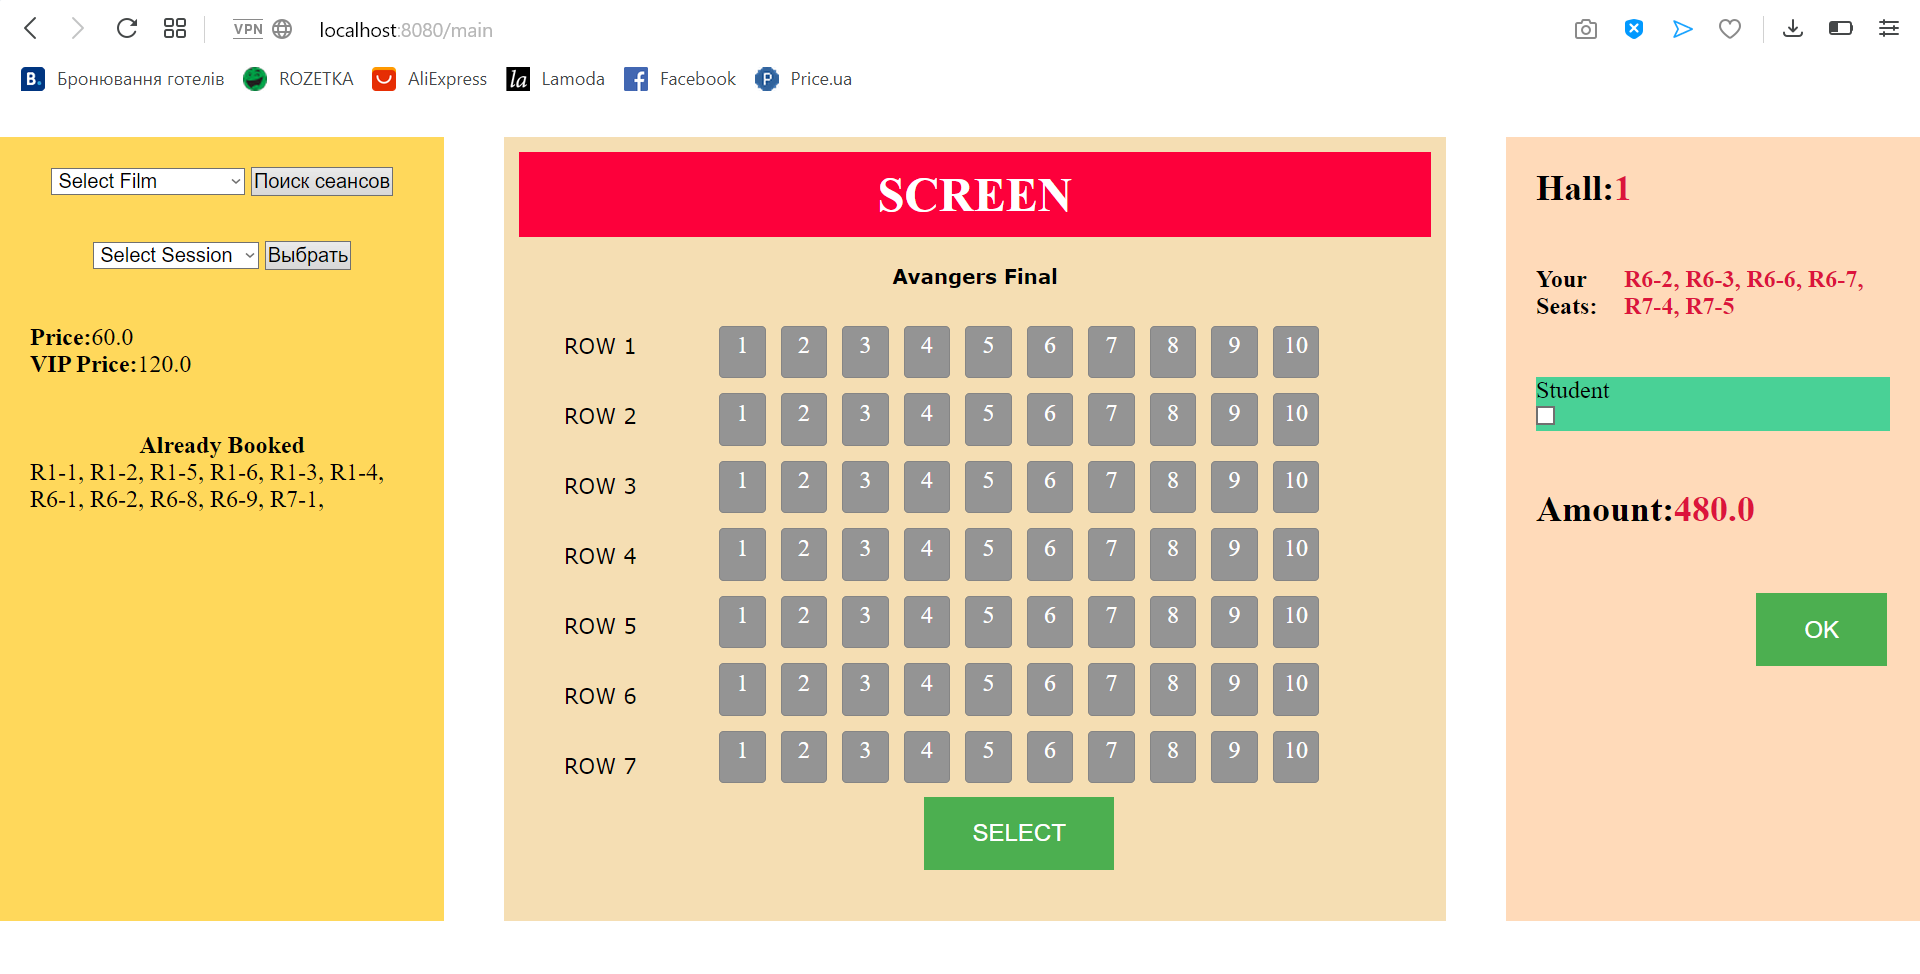 VPN localhost:8080/main
B. Бронювання готелів ROZETKA AliExpress la Lamoda Facebook P Price.ua
Select Film Поиск сеансов
Select Session Выбрать
Price:60.0
VIP Price:120.0
Already Booked
R1-1, R1-2, R1-5, R1-6, R1-3, R1-4,
R6-1, R6-2, R6-8, R6-9, R7-1,
SCREEN
Avangers Final
ROW 1 1 2 3 4 5 6 7 8 9 10
ROW 2 1 2 3 4 5 6 7 8 9 10
ROW 3 1 2 3 4 5 6 7 8 9 10
ROW 4 1 2 3 4 5 6 7 8 9 10
ROW 5 1 2 3 4 5 6 7 8 9 10
ROW 6 1 2 3 4 5 6 7 8 9 10
ROW 7 1 2 3 4 5 6 7 8 9 10
SELECT
Hall:1
Your Seats:
R6-2, R6-3, R6-6, R6-7,
R7-4, R7-5
Student
Amount:480.0
OK